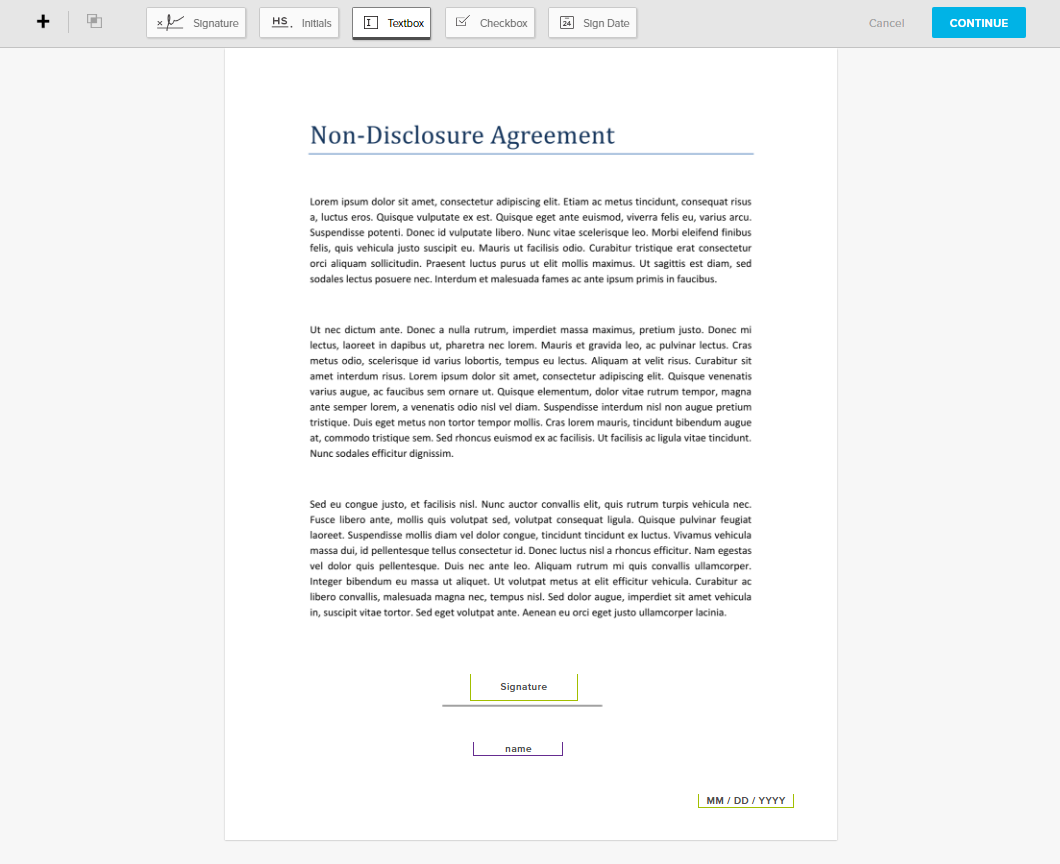 Signature
HS.
Initials
Textbox
Checkbox
24
Sign Date
Cancel
CONTINUE
Non-Disclosure Agreement
Lorem ipsum dolor sit amet, consectetur adipiscing elit. Etiam ac metus tincidunt, consequat risus
a, luctus eros. Quisque vulputate ex est. Quisque eget ante euismod, viverra felis eu, varius arcu.
Suspendisse potenti. Donec id vulputate libero. Nunc vitae scelerisque leo. Morbi eleifend finibus
felis, quis vehicula justo suscipit eu. Mauris ut facilisis odio. Curabitur tristique erat consectetur
orci aliquam sollicitudin. Praesent luctus purus ut elit mollis maximus. Ut sagittis est diam, sed
sodales lectus posuere nec. Interdum et malesuada fames ac ante ipsum primis in faucibus.
Ut nec dictum ante. Donec a nulla rutrum, imperdiet massa maximus, pretium justo. Donec mi
lectus, laoreet in dapibus ut, pharetra nec lorem. Mauris et gravida leo, ac pulvinar lectus. Cras
metus odio, scelerisque id varius lobortis, tempus eu lectus. Aliquam at velit risus. Curabitur sit
amet interdum risus. Lorem ipsum dolor sit amet, consectetur adipiscing elit. Quisque venenatis
varius augue, ac faucibus sem ornare ut. Quisque elementum, dolor vitae rutrum tempor, magna
ante semper lorem, a venenatis odio nisl vel diam. Suspendisse interdum nisl non augue pretium
tristique. Duis eget metus non tortor tempor mollis. Cras lorem mauris, tincidunt bibendum augue
at, commodo tristique sem. Sed rhoncus euismod ex ac facilisis. Ut facilisis ac ligula vitae tincidunt.
Nunc sodales efficitur dignissim.
Sed eu congue justo, et facilisis nisl. Nunc auctor convallis elit, quis rutrum turpis vehicula nec.
Fusce libero ante, mollis quis volutpat sed, volutpat consequat ligula. Quisque pulvinar feugiat
laoreet. Suspendisse mollis diam vel dolor congue, tincidunt tincidunt ex luctus. Vivamus vehicula
massa dui, id pellentesque tellus consectetur id. Donec luctus nisl a rhoncus efficitur. Nam egestas
vel dolor quis pellentesque. Duis nec ante leo. Aliquam rutrum mi quis convallis ullamcorper.
Integer bibendum eu massa ut aliquet. Ut volutpat metus at elit efficitur vehicula. Curabitur ac
libero convallis, malesuada magna nec, tempus nisl. Sed dolor augue, imperdiet sit amet vehicula
in, suscipit vitae tortor. Sed eget volutpat ante. Aenean eu orci eget justo ullamcorper lacinia.
Signature
name
MM / DD / YYYY